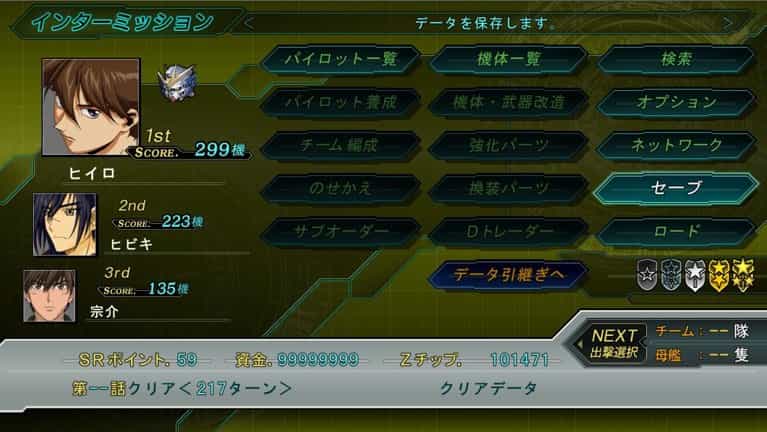 インターミッション
データを保存します。
パイロット一覧 機体一覧 検索
パイロット養成 機体・武器改造 オプション
チーム編成 強化パーツ ネットワーク
のせかえ 換装パーツ セーブ
サブオーダー Dトレーダー ロード
データ引継ぎへ
1st
SCORE. 299機
ヒイロ
2nd
SCORE. 223機
ヒビキ
3rd
SCORE. 135機
宗介
NEXT
出撃選択
チーム：-- 隊
母艦：-- 隻
SRポイント. 59 資金. 99999999 Zチップ. 101471
第--話クリア＜217ターン＞ クリアデータ